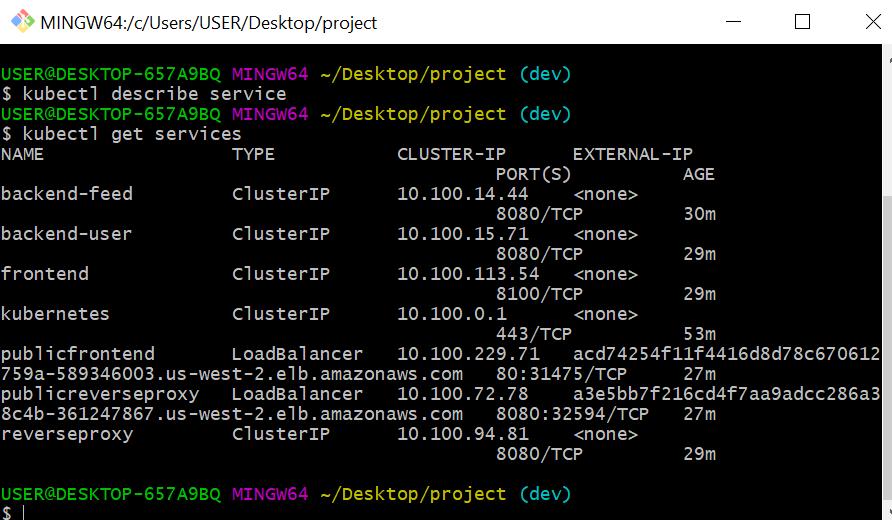 MINGW64:/c/Users/USER/Desktop/project
USER@DESKTOP-657A9BQ MINGW64 ~/Desktop/project (dev)
$ kubectl describe service
USER@DESKTOP-657A9BQ MINGW64 ~/Desktop/project (dev)
$ kubectl get services
NAME                 TYPE           CLUSTER-IP      EXTERNAL-IP
                                             PORT(S)          AGE
backend-feed         ClusterIP      10.100.14.44    <none>
                                             8080/TCP         30m
backend-user         ClusterIP      10.100.15.71    <none>
                                             8080/TCP         29m
frontend             ClusterIP      10.100.113.54   <none>
                                             8100/TCP         29m
kubernetes           ClusterIP      10.100.0.1      <none>
                                             443/TCP          53m
publicfrontend       LoadBalancer   10.100.229.71   acd74254f11f4416d8d78c670612
759a-589346003.us-west-2.elb.amazonaws.com   80:31475/TCP     27m
publicreverseproxy   LoadBalancer   10.100.72.78    a3e5bb7f216cd4f7aa9adcc286a3
8c4b-361247867.us-west-2.elb.amazonaws.com   8080:32594/TCP   27m
reverseproxy         ClusterIP      10.100.94.81    <none>
                                             8080/TCP         29m
USER@DESKTOP-657A9BQ MINGW64 ~/Desktop/project (dev)
$